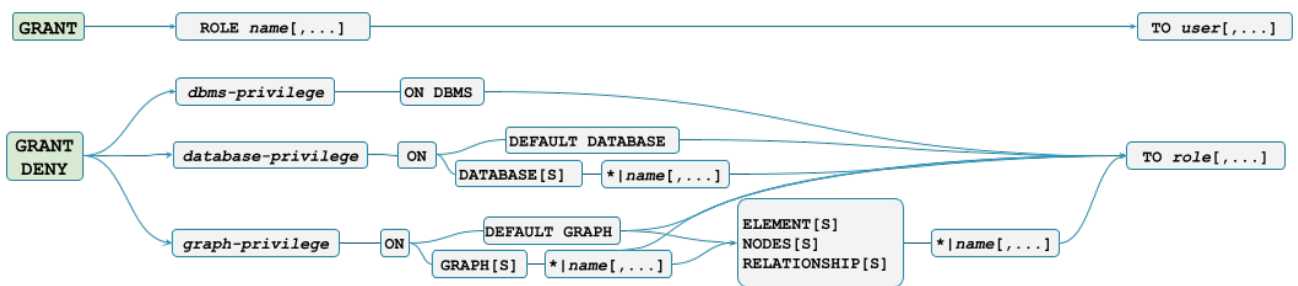 GRANT
ROLE name[,...]
TO user[,...]
dbms-privilege
ON DBMS
GRANT
DENY
database-privilege
ON
DEFAULT DATABASE
DATABASE[S]
*|name[,...]
TO role[,...]
graph-privilege
ON
DEFAULT GRAPH
GRAPH[S]
*|name[,...]
ELEMENT[S]
NODES[S]
RELATIONSHIP[S]
*|name[,...]